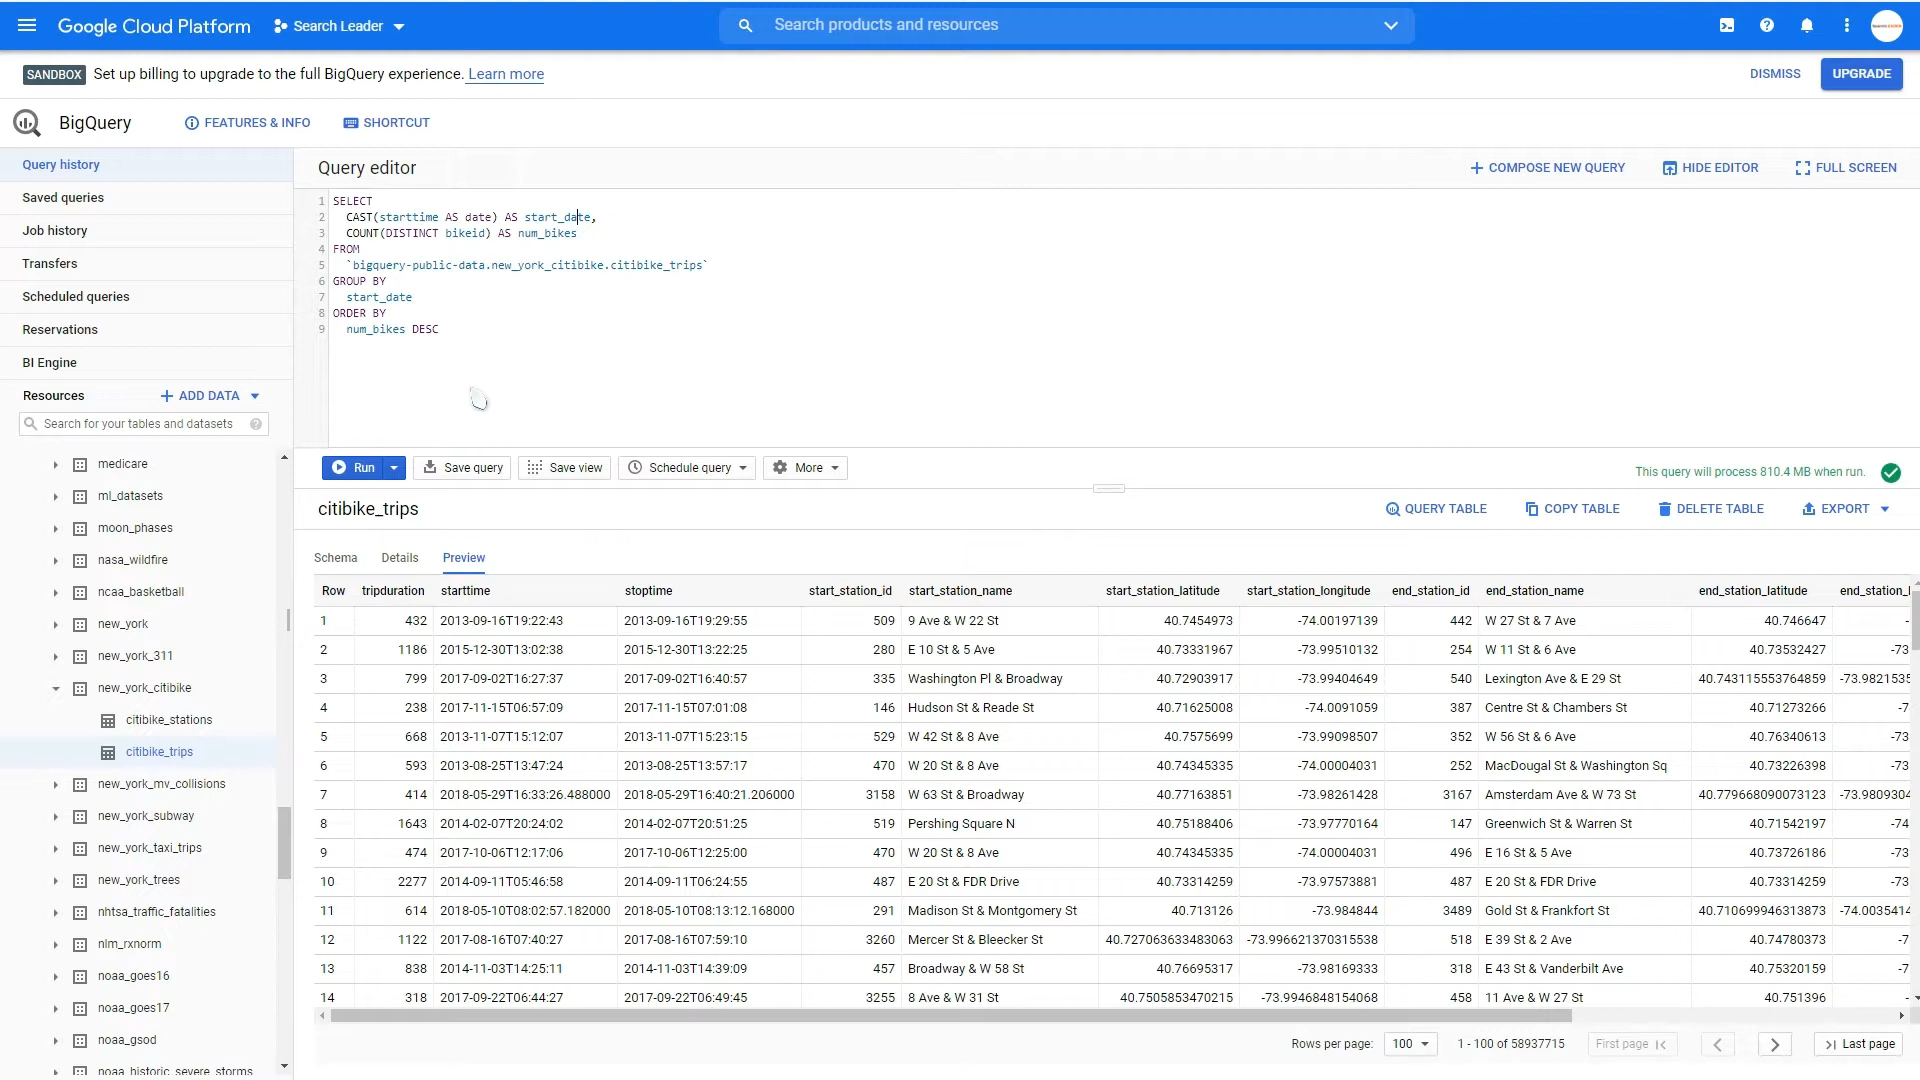 Google Cloud Platform
Search Leader
Search products and resources
SANDBOX Set up billing to upgrade to the full BigQuery experience. Learn more
DISMISS
UPGRADE
BigQuery
FEATURES & INFO
SHORTCUT
Query history
Saved queries
Job history
Transfers
Scheduled queries
Reservations
BI Engine
Resources
ADD DATA
Search for your tables and datasets
medicare
ml_datasets
moon_phases
nasa_wildfire
ncaa_basketball
new_york
new_york_311
new_york_citibike
citibike_stations
citibike_trips
new_york_mv_collisions
new_york_subway
new_york_taxi_trips
new_york_trees
nhtsa_traffic_fatalities
nlm_rxnorm
noaa_goes16
noaa_goes17
noaa_gsod
noaa_historic_severe_storms
Query editor
COMPOSE NEW QUERY
HIDE EDITOR
FULL SCREEN
1 SELECT
2 CAST(starttime AS date) AS start_date,
3 COUNT(DISTINCT bikeid) AS num_bikes
4 FROM
5 `bigquery-public-data.new_york_citibike.citibike_trips`
6 GROUP BY
7 start_date
8 ORDER BY
9 num_bikes DESC
Run
Save query
Save view
Schedule query
More
This query will process 810.4 MB when run.
citibike_trips
QUERY TABLE
COPY TABLE
DELETE TABLE
EXPORT
Schema Details Preview
Row tripduration starttime stoptime start_station_id start_station_name start_station_latitude start_station_longitude end_station_id end_station_name end_station_latitude end_station_l
1 432 2013-09-16T19:22:43 2013-09-16T19:29:55 509 9 Ave & W 22 St 40.7454973 -74.00197139 442 W 27 St & 7 Ave 40.746647 -
2 1186 2015-12-30T13:02:38 2015-12-30T13:22:25 280 E 10 St & 5 Ave 40.73331967 -73.99510132 254 W 11 St & 6 Ave 40.73532427 -73
3 799 2017-09-02T16:27:37 2017-09-02T16:40:57 335 Washington Pl & Broadway 40.72903917 -73.99404649 540 Lexington Ave & E 29 St 40.743115553764859 -73.9821535
4 238 2017-11-15T06:57:09 2017-11-15T07:01:08 146 Hudson St & Reade St 40.71625008 -74.0091059 387 Centre St & Chambers St 40.71273266 -7
5 668 2013-11-07T15:12:07 2013-11-07T15:23:15 529 W 42 St & 8 Ave 40.7575699 -73.99098507 352 W 56 St & 6 Ave 40.76340613 -73
6 593 2013-08-25T13:47:24 2013-08-25T13:57:17 470 W 20 St & 8 Ave 40.74345335 -74.00004031 252 MacDougal St & Washington Sq 40.73226398 -73
7 414 2018-05-29T16:33:26.488000 2018-05-29T16:40:21.206000 3158 W 63 St & Broadway 40.77163851 -73.98261428 3167 Amsterdam Ave & W 73 St 40.779668090073123 -73.9809304
8 1643 2014-02-07T20:24:02 2014-02-07T20:51:25 519 Pershing Square N 40.75188406 -73.97770164 147 Greenwich St & Warren St 40.71542197 -74
9 474 2017-10-06T12:17:06 2017-10-06T12:25:00 470 W 20 St & 8 Ave 40.74345335 -74.00004031 496 E 16 St & 5 Ave 40.73726186 -73
10 2277 2014-09-11T05:46:58 2014-09-11T06:24:55 487 E 20 St & FDR Drive 40.73314259 -73.97573881 487 E 20 St & FDR Drive 40.73314259 -73
11 614 2018-05-10T08:02:57.182000 2018-05-10T08:13:12.168000 291 Madison St & Montgomery St 40.713126 -73.984844 3489 Gold St & Frankfort St 40.710699946313873 -74.0035414
12 1122 2017-08-16T07:40:27 2017-08-16T07:59:10 3260 Mercer St & Bleecker St 40.727063633483063 -73.996621370315538 518 E 39 St & 2 Ave 40.74780373 -7
13 838 2014-11-03T14:25:11 2014-11-03T14:39:09 457 Broadway & W 58 St 40.76695317 -73.98169333 318 E 43 St & Vanderbilt Ave 40.75320159 -7
14 318 2017-09-22T06:44:27 2017-09-22T06:49:45 3255 8 Ave & W 31 St 40.7505853470215 -73.9946848154068 458 11 Ave & W 27 St 40.751396 -
Rows per page: 100 1 - 100 of 58937715 First page Last page